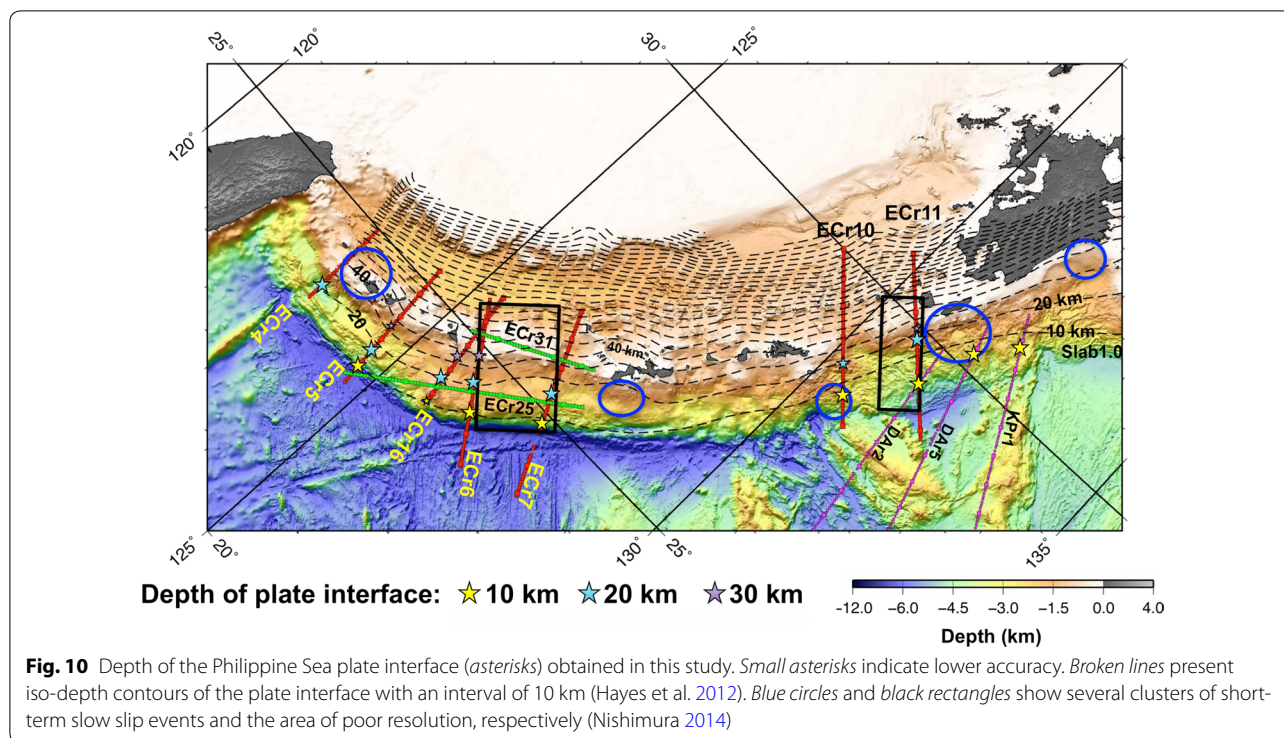 25°
120°
30°
125°
120°
ECr10
ECr11
40
20
20 km
10 km
Slab1.0
ECr31
40 km
ECr4
ECr5
ECr25
ECr16
ECr6
ECr7
DAr2
DAr5
KPr1
125°
20°
130°
25°
135°
Depth of plate interface: 10 km 20 km 30 km
−12.0 −6.0 −4.5 −3.0 −1.5 0.0 4.0
Depth (km)
Fig. 10 Depth of the Philippine Sea plate interface (asterisks) obtained in this study. Small asterisks indicate lower accuracy. Broken lines present
iso-depth contours of the plate interface with an interval of 10 km (Hayes et al. 2012). Blue circles and black rectangles show several clusters of short-
term slow slip events and the area of poor resolution, respectively (Nishimura 2014)